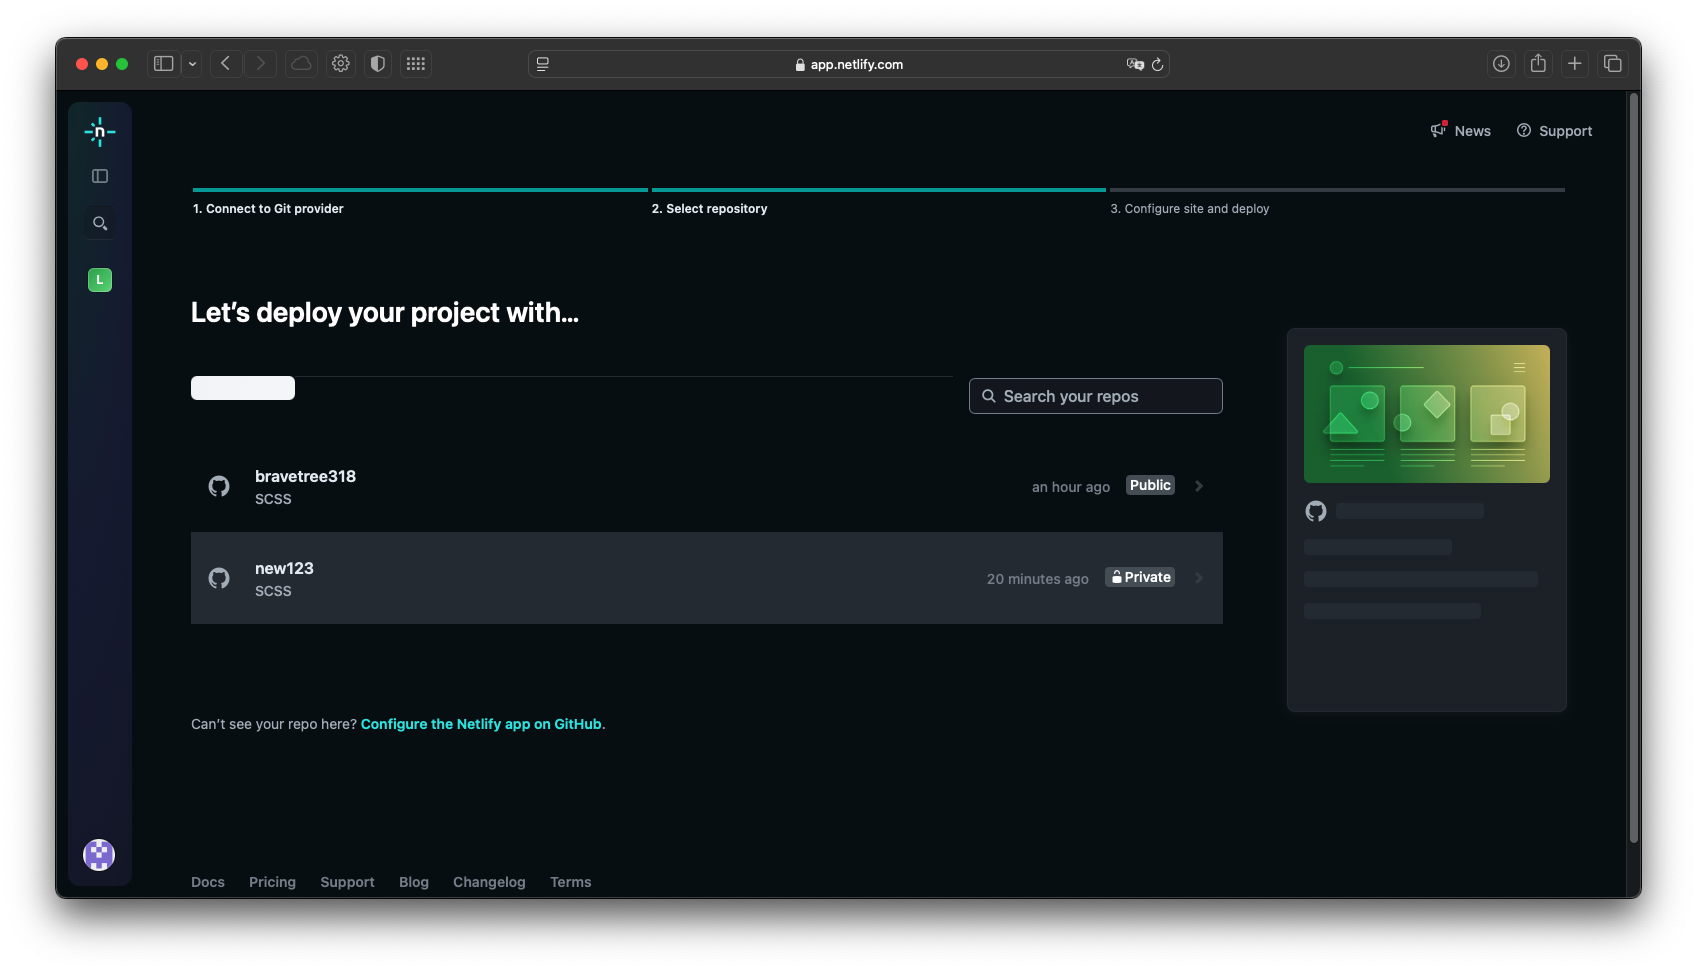 app.netlify.com
News
Support
1. Connect to Git provider
2. Select repository
3. Configure site and deploy
L
Let’s deploy your project with…
Search your repos
bravetree318
SCSS
an hour ago
Public
new123
SCSS
20 minutes ago
Private
Can’t see your repo here? Configure the Netlify app on GitHub.
Docs
Pricing
Support
Blog
Changelog
Terms